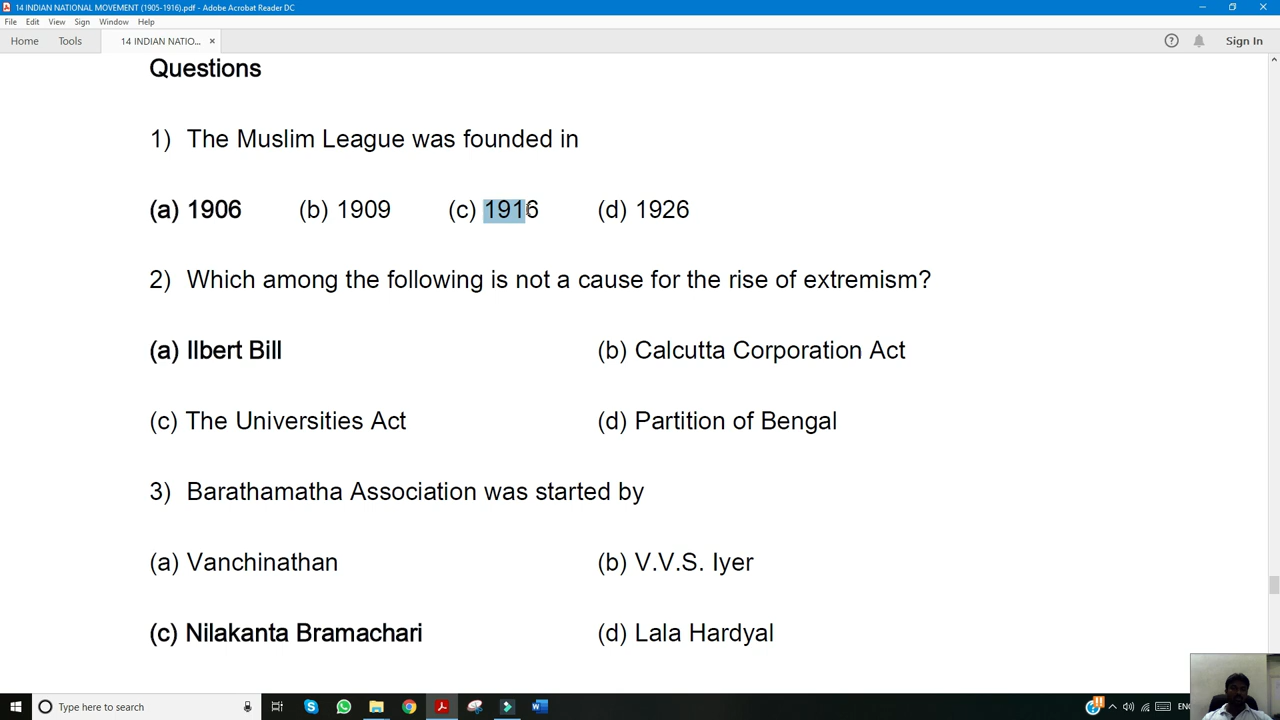 14 INDIAN NATIONAL MOVEMENT (1905-1916).pdf - Adobe Acrobat Reader DC
File Edit View Sign Window Help
Home Tools 14 INDIAN NATIO... × Sign In
Questions
1) The Muslim League was founded in
(a) 1906 (b) 1909 (c) 1916 (d) 1926
2) Which among the following is not a cause for the rise of extremism?
(a) Ilbert Bill (b) Calcutta Corporation Act
(c) The Universities Act (d) Partition of Bengal
3) Barathamatha Association was started by
(a) Vanchinathan (b) V.V.S. Iyer
(c) Nilakanta Bramachari (d) Lala Hardyal
Type here to search